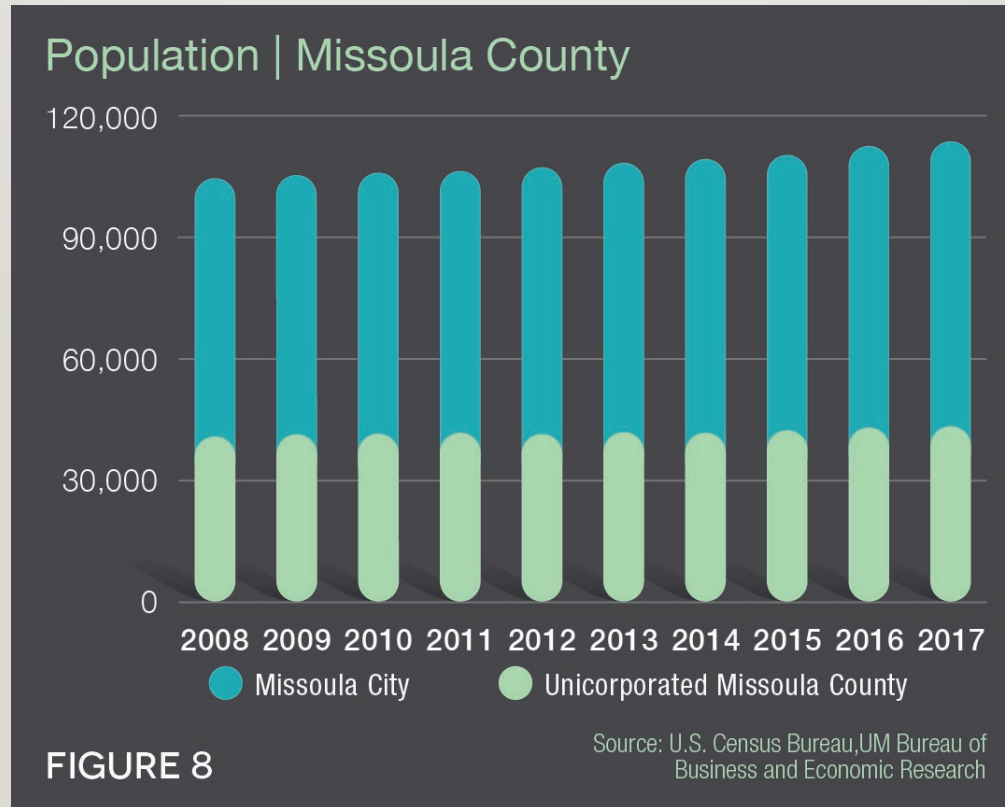 Population | Missoula County
120,000
90,000
60,000
30,000
0
2008 2009 2010 2011 2012 2013 2014 2015 2016 2017
Missoula City Unicorporated Missoula County
FIGURE 8
Source: U.S. Census Bureau,UM Bureau of
Business and Economic Research